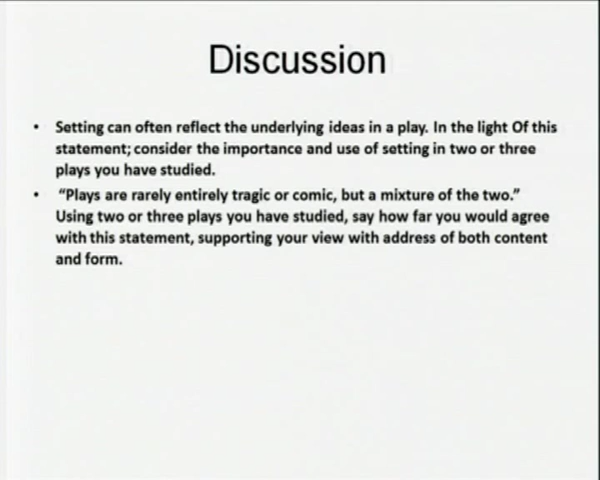 Discussion
• Setting can often reflect the underlying ideas in a play. In the light Of this
statement; consider the importance and use of setting in two or three
plays you have studied.
• “Plays are rarely entirely tragic or comic, but a mixture of the two.”
Using two or three plays you have studied, say how far you would agree
with this statement, supporting your view with address of both content
and form.